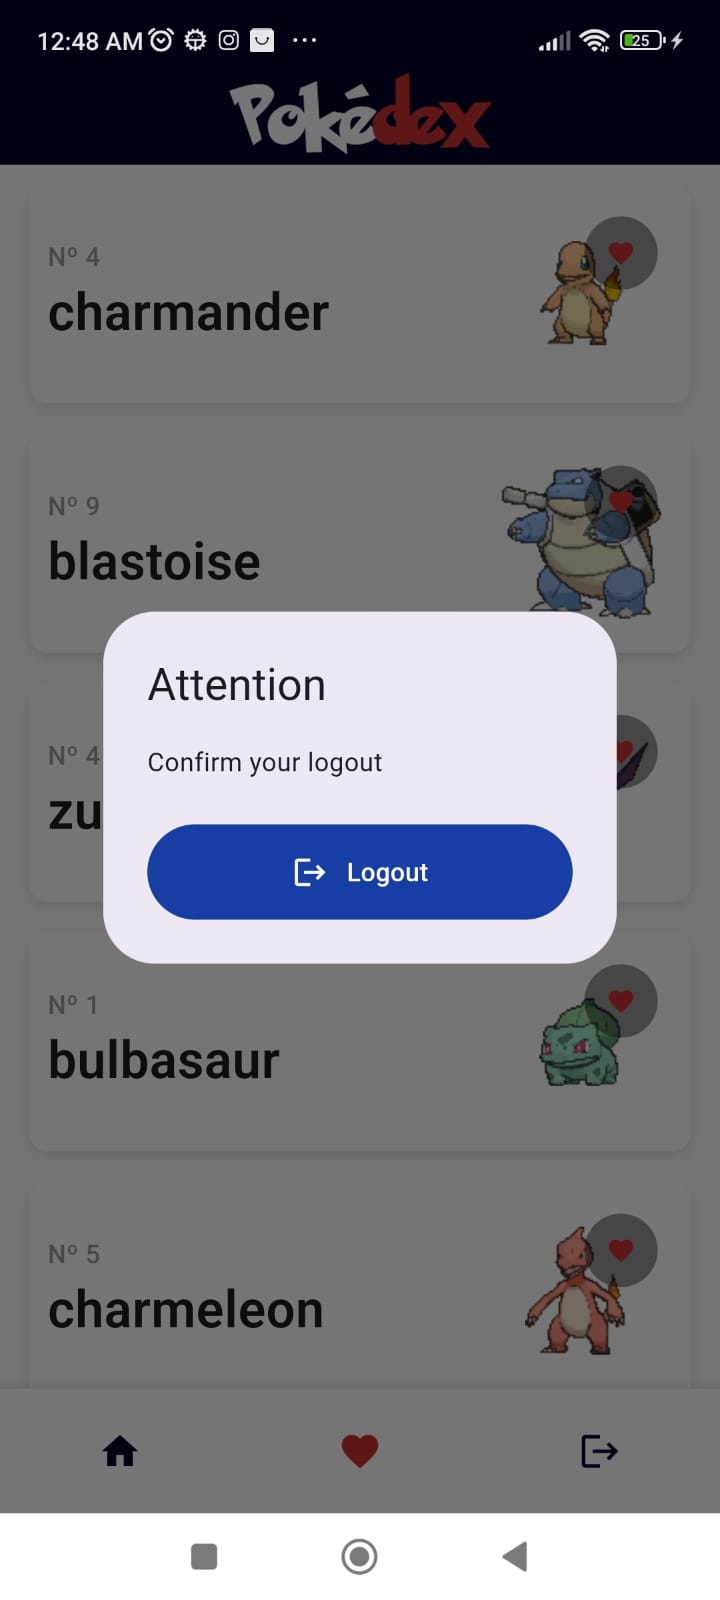 12:48 AM
25
Pokédex
Nº 4
charmander
Nº 9
blastoise
Nº 4
zu
Attention
Confirm your logout
Logout
Nº 1
bulbasaur
Nº 5
charmeleon